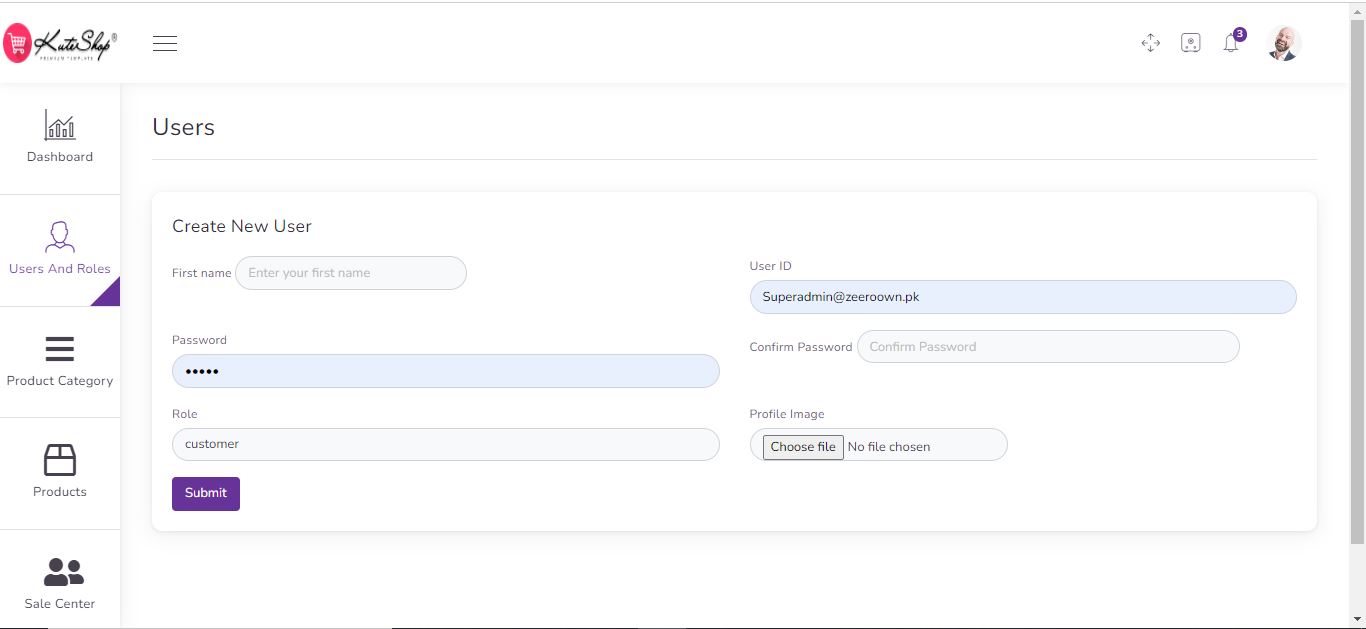 KuteShop®
PREMIUM TEMPLATE
3
Dashboard
Users And Roles
Product Category
Products
Sale Center
Users
Create New User
First name Enter your first name
User ID
Superadmin@zeeroown.pk
Password
•••••
Confirm Password Confirm Password
Role
customer
Profile Image
Choose file No file chosen
Submit